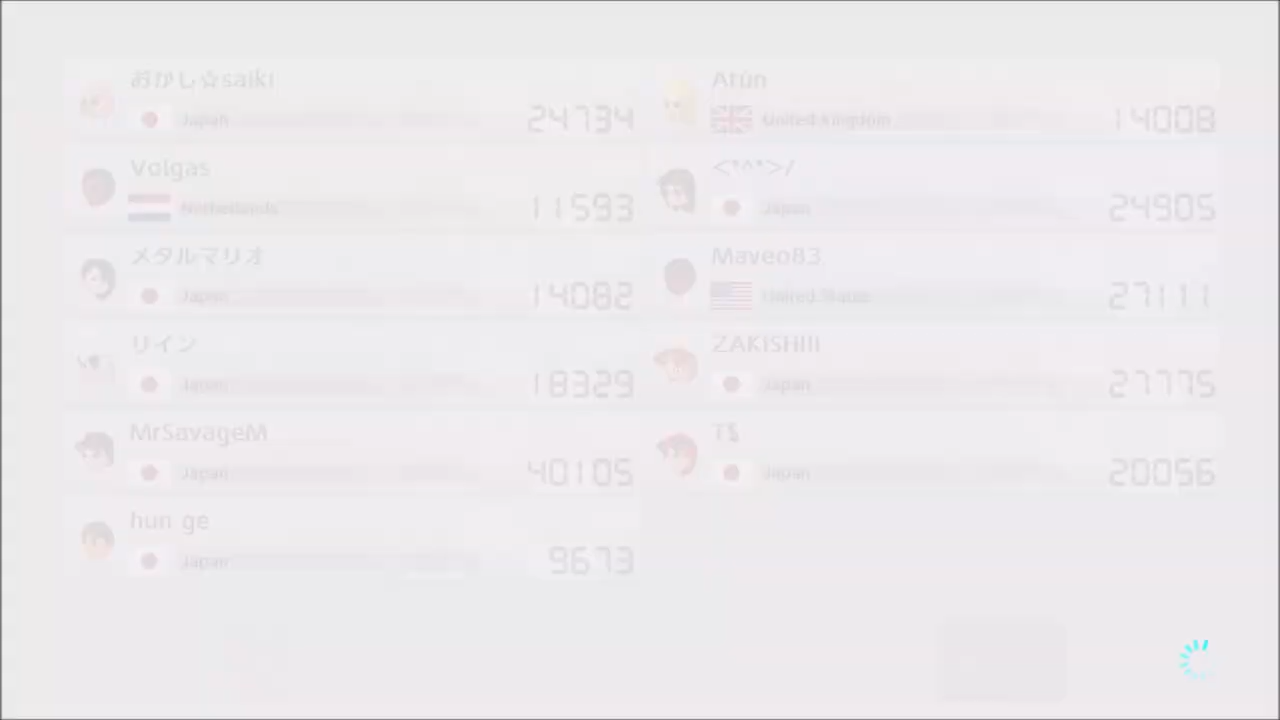 おかし☆saiki
Japan 24734
Volgas
Netherlands 11593
メタルマリオ
Japan 14082
リイン
Japan 18329
MrSavageM
Japan 40105
hun ge
Japan 9673
Atún
United Kingdom 14008
<*^*>/
Japan 24905
Maveo83
United States 27111
ZAKISHIII
Japan 27775
T$
Japan 20056